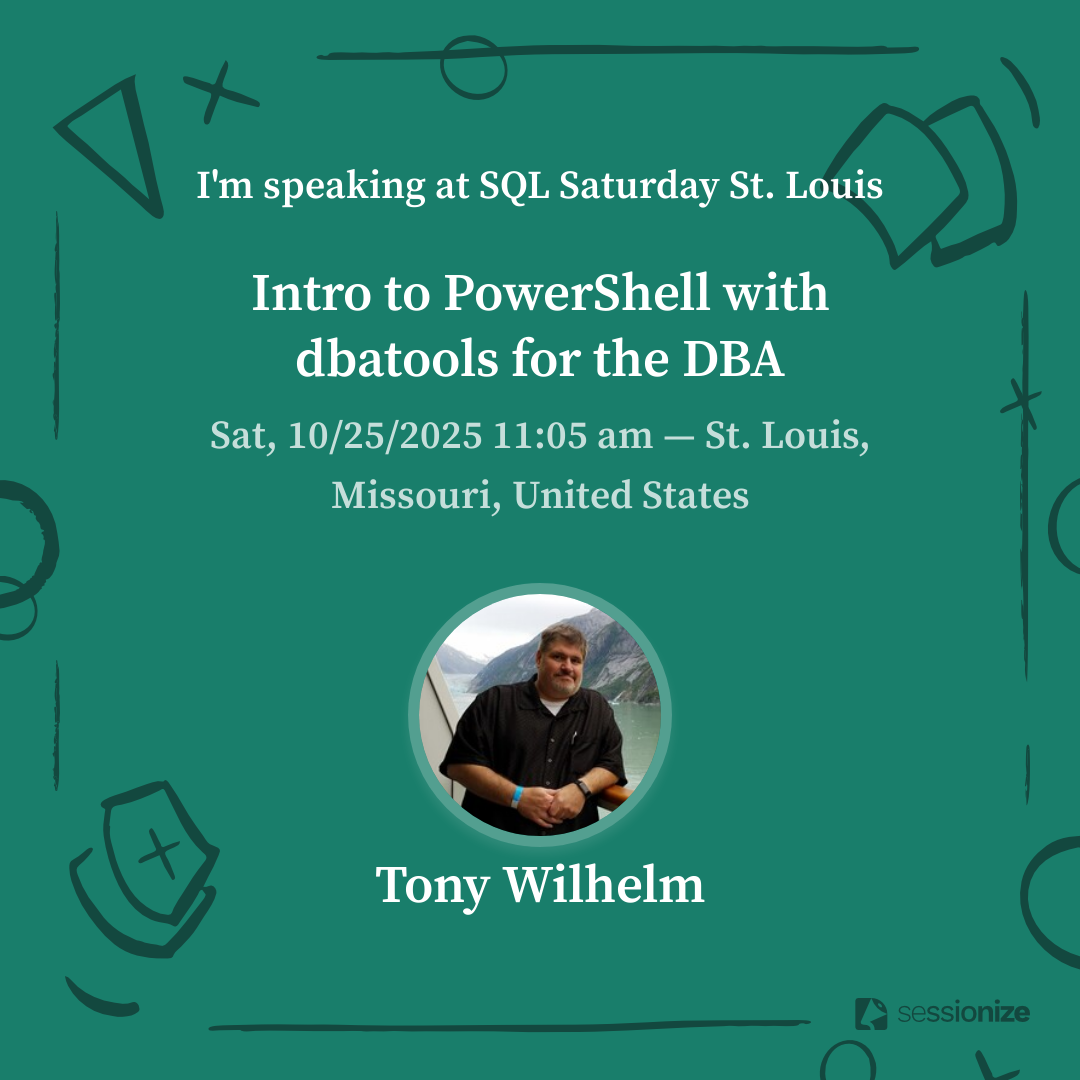 I'm speaking at SQL Saturday St. Louis
Intro to PowerShell with
dbatools for the DBA
Sat, 10/25/2025 11:05 am — St. Louis,
Missouri, United States
Tony Wilhelm
sessionize